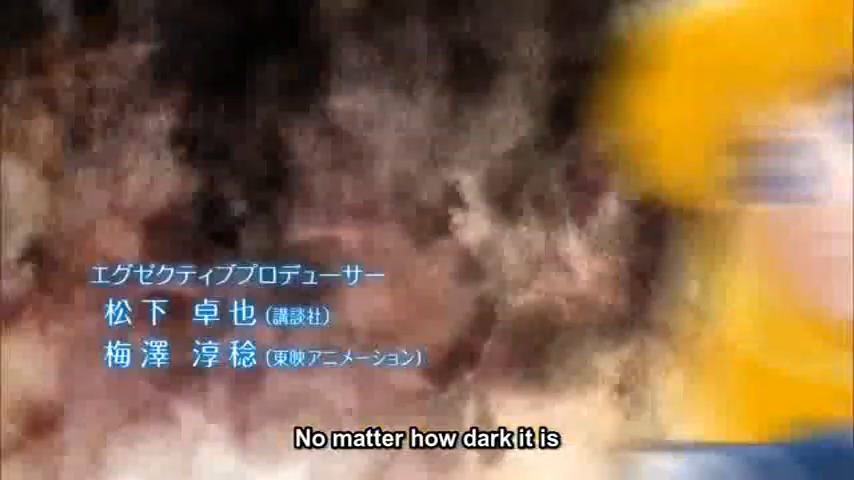 エグゼクティブプロデューサー
松下 卓也(講談社)
梅澤 淳稔(東映アニメーション)
No matter how dark it is